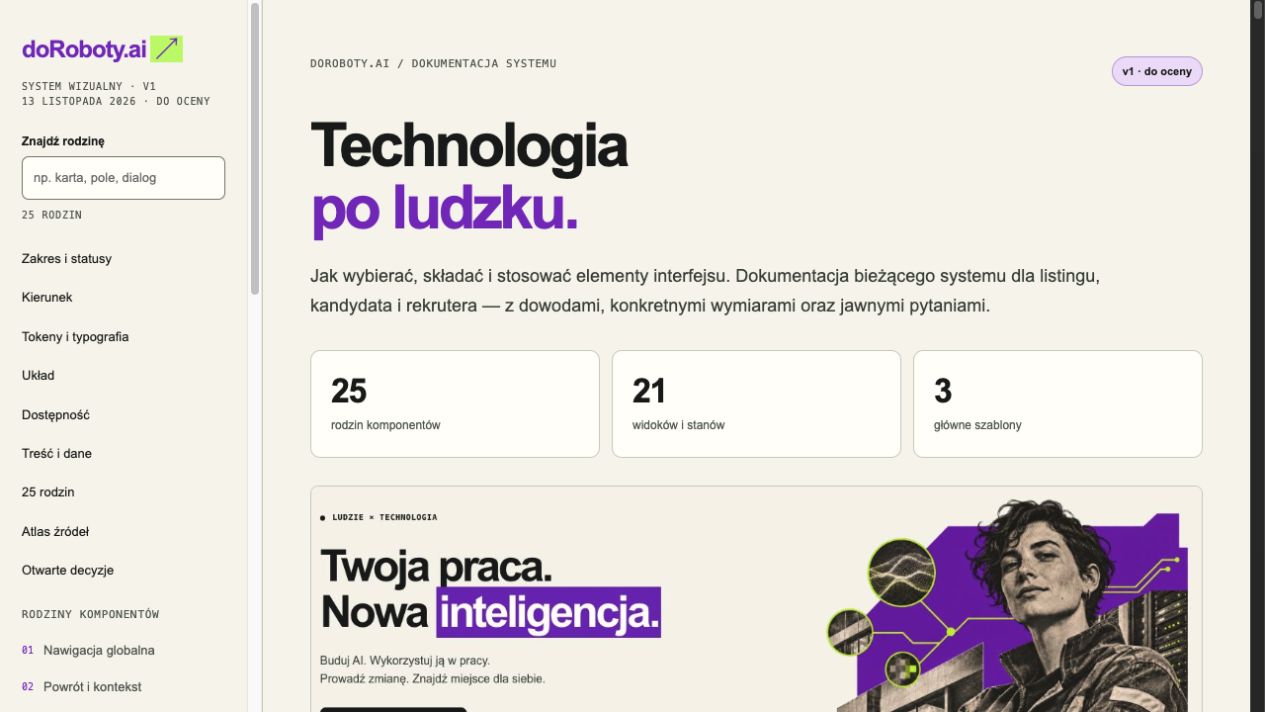 doRoboty.ai
SYSTEM WIZUALNY · V1
13 LISTOPADA 2026 · DO OCENY
Znajdź rodzinę
np. karta, pole, dialog
25 RODZIN
Zakres i statusy
Kierunek
Tokeny i typografia
Układ
Dostępność
Treść i dane
25 rodzin
Atlas źródeł
Otwarte decyzje
RODZINY KOMPONENTÓW
01 Nawigacja globalna
02 Powrót i kontekst
DOROBOTY.AI / DOKUMENTACJA SYSTEMU
v1 · do oceny
Technologia
po ludzku.
Jak wybierać, składać i stosować elementy interfejsu. Dokumentacja bieżącego systemu dla listingu,
kandydata i rekrutera — z dowodami, konkretnymi wymiarami oraz jawnymi pytaniami.
25
rodzin komponentów
21
widoków i stanów
3
główne szablony
LUDZIE × TECHNOLOGIA
Twoja praca.
Nowa inteligencja.
Buduj AI. Wykorzystuj ją w pracy.
Prowadź zmianę. Znajdź miejsce dla siebie.